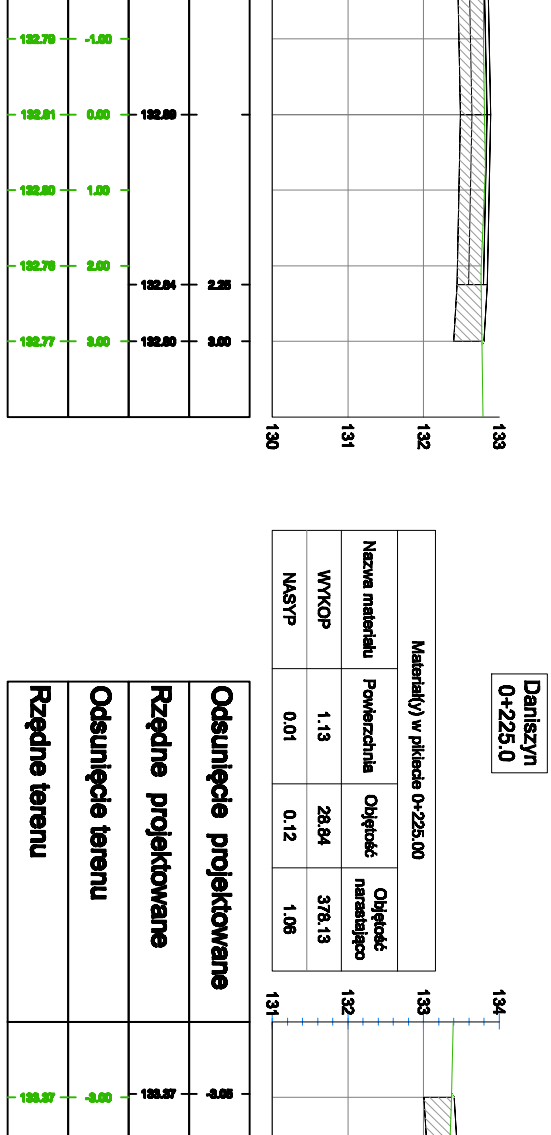 132.79 -1.00
132.81 0.00 132.89
132.80 1.00
132.78 2.00
132.84 2.25
132.77 3.00 132.80 3.00
130 131 132 133
Daniszyn
0+225.0
Materiał(y) w pikiecie 0+225.00
Nazwa materiału Powierzchnia Objętość Objętość narastająco
WYKOP 1.13 28.84 378.13
NASYP 0.01 0.12 1.06
131 132 133 134
Odsunięcie projektowane
Rzędne projektowane
Odsunięcie terenu
Rzędne terenu
133.37 -3.00 133.37 -3.05